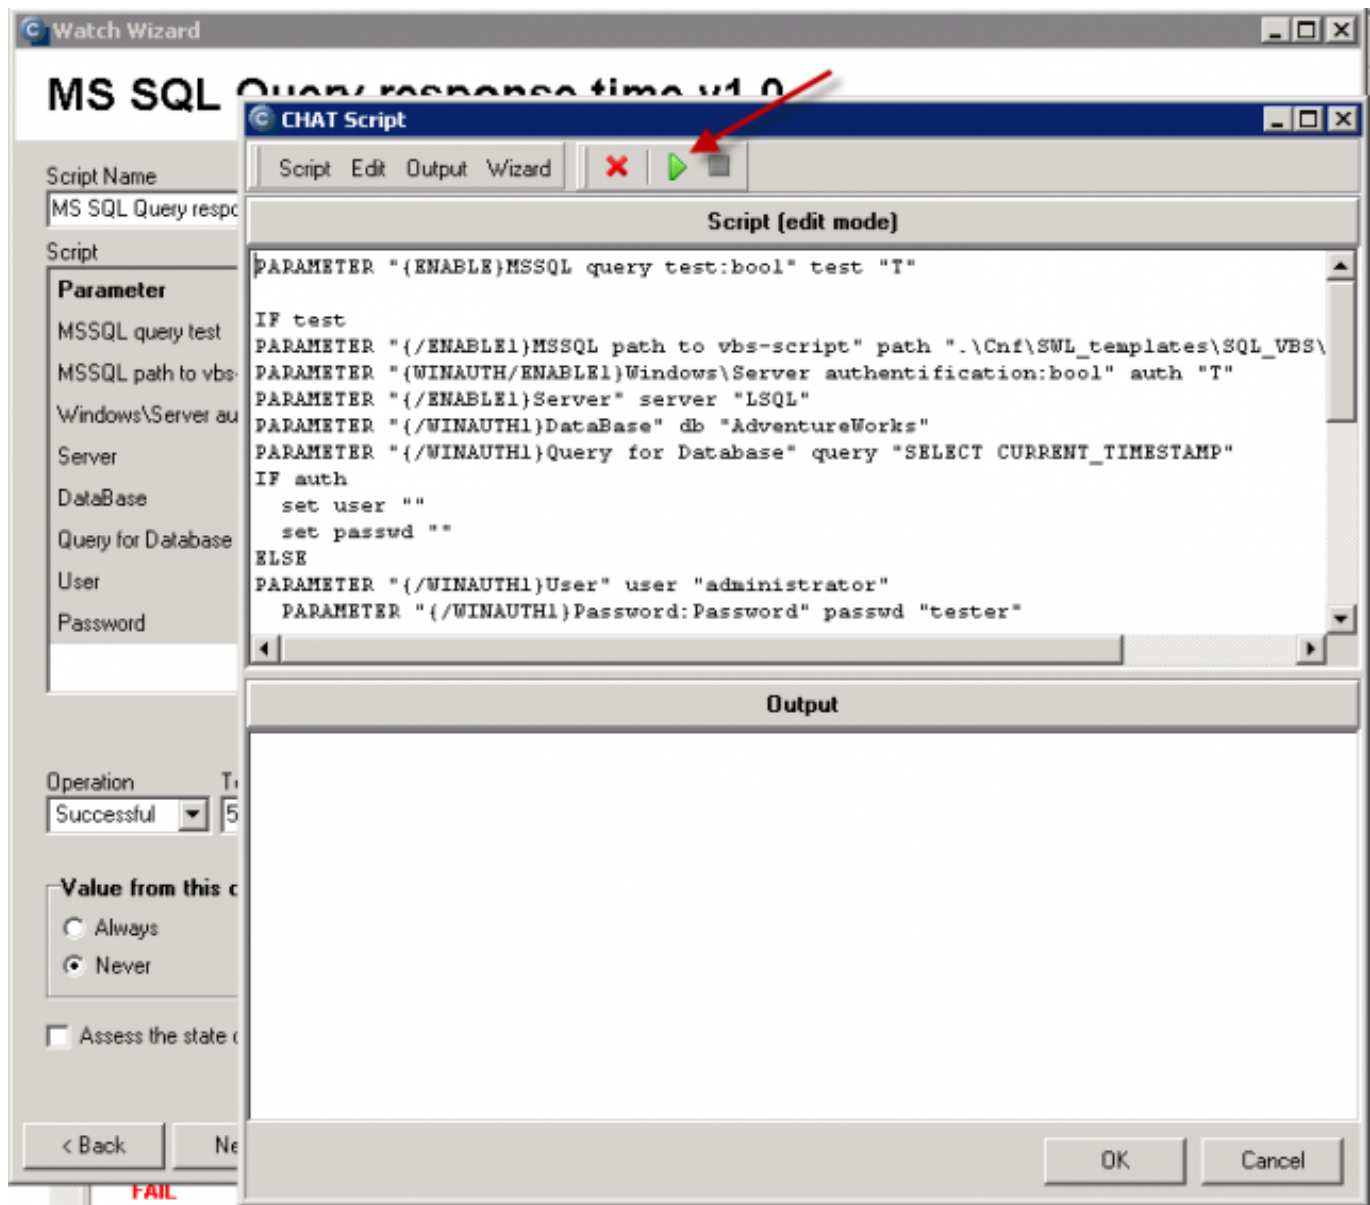 Watch Wizard
MS SQL Query response time v1.0
CHAT Script
Script Edit Output Wizard
Script Name
MS SQL Query respo
Script (edit mode)
Script
Parameter
MSSQL query test
MSSQL path to vbs-
Windows\Server au
Server
DataBase
Query for Database
User
Password
PARAMETER "{ENABLE}MSSQL query test:bool" test "T"
IF test
PARAMETER "{/ENABLE1}MSSQL path to vbs-script" path ".\Cnf\SWL_templates\SQL_VBS\
PARAMETER "{WINAUTH/ENABLE1}Windows\Server authentification:bool" auth "T"
PARAMETER "{/ENABLE1}Server" server "LSQL"
PARAMETER "{/WINAUTH1}DataBase" db "AdventureWorks"
PARAMETER "{/WINAUTH1}Query for Database" query "SELECT CURRENT_TIMESTAMP"
IF auth
set user ""
set passwd ""
ELSE
PARAMETER "{/WINAUTH1}User" user "administrator"
PARAMETER "{/WINAUTH1}Password:Password" passwd "tester"
Output
Operation
Successful
5
Value from this
Always
Never
Assess the state
< Back
Ne
OK
Cancel
FAIL